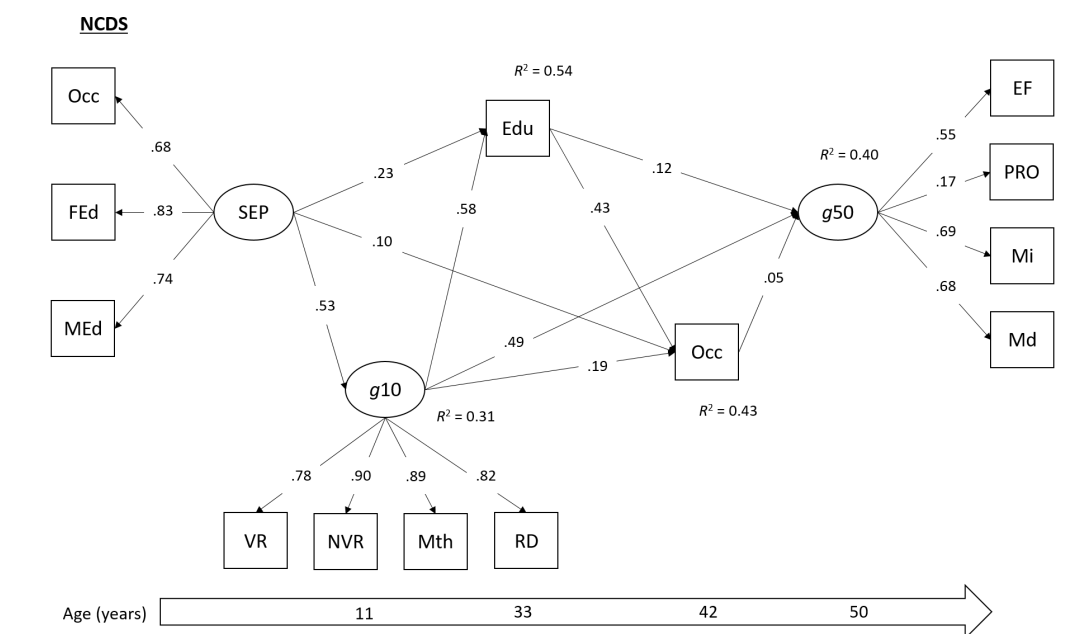 NCDS
Occ
FEd
MEd
.68
.83
.74
SEP
.23
.10
.53
Edu
R² = 0.54
.58
.43
.12
g10
R² = 0.31
.49
.19
Occ
R² = 0.43
.05
g50
R² = 0.40
.55
.17
.69
.68
EF
PRO
Mi
Md
.78 .90 .89 .82
VR NVR Mth RD
Age (years) 11 33 42 50